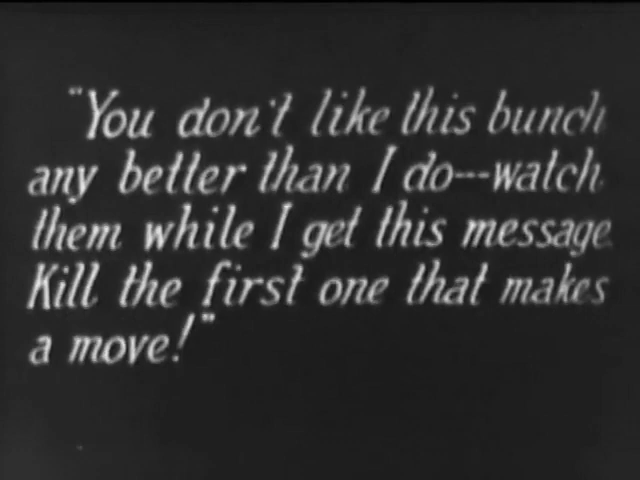 "You don't like this bunch
any better than I do---watch
them while I get this message
Kill the first one that makes
a move!"